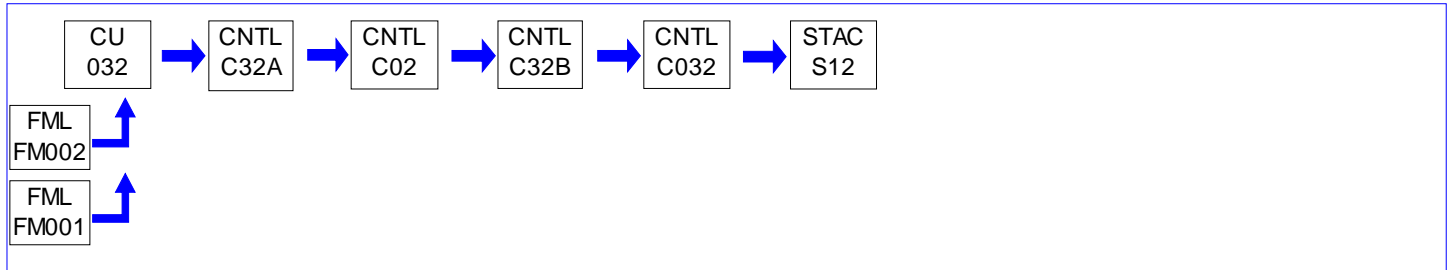 CU
032
CNTL
C32A
CNTL
C02
CNTL
C32B
CNTL
C032
STAC
S12
FML
FM002
FML
FM001